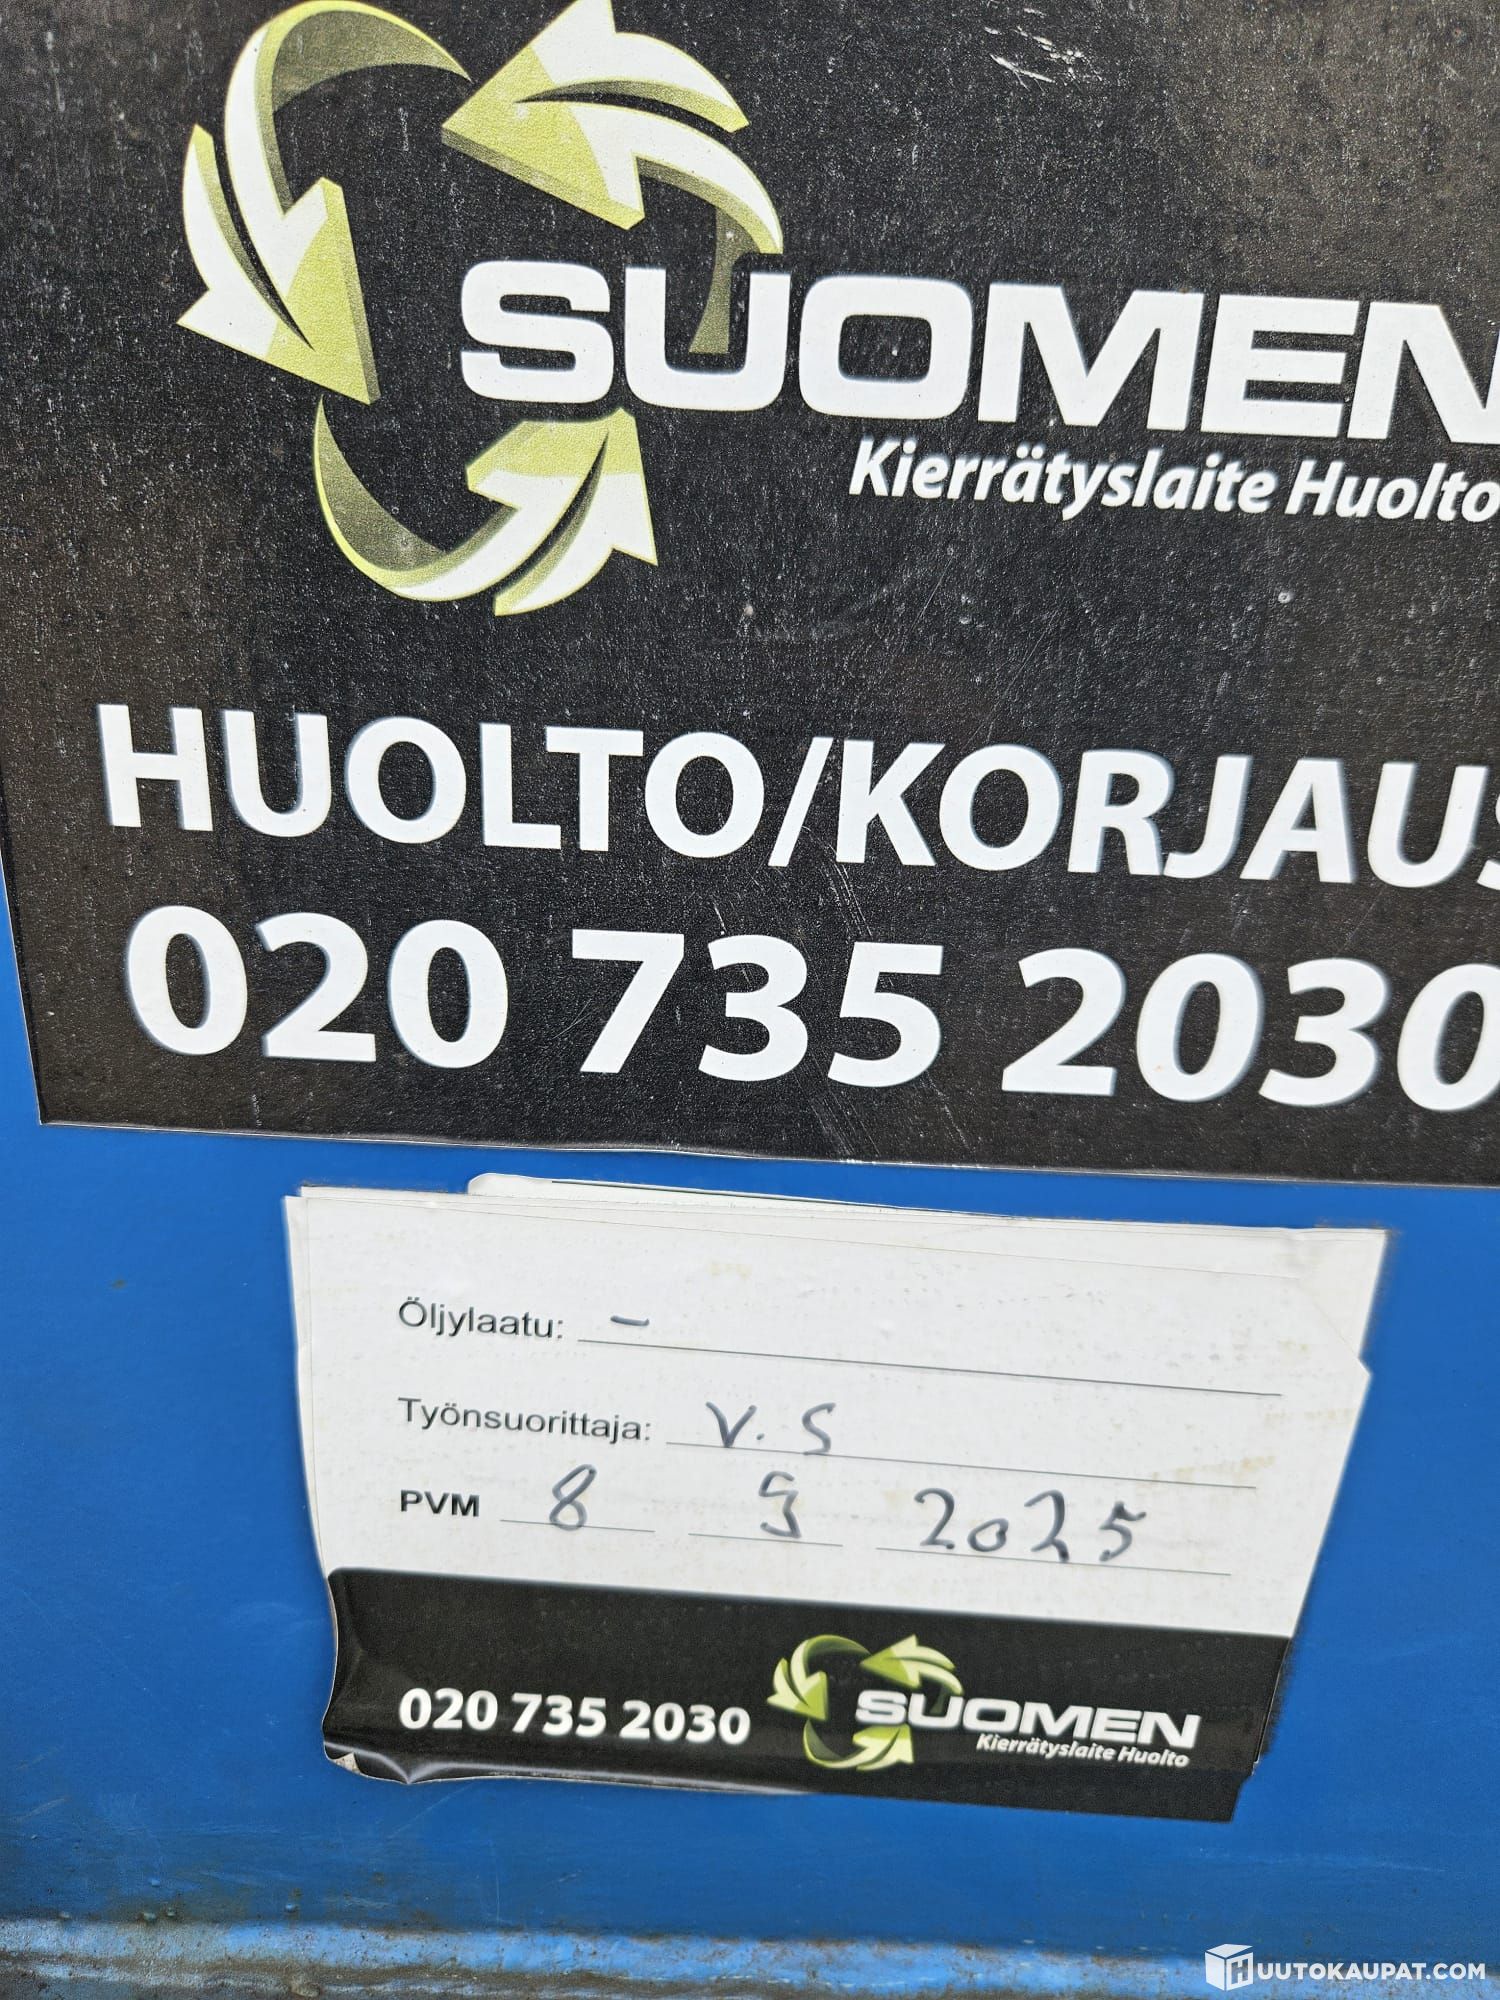 SUOMEN
Kierrätyslaite Huolto
HUOLTO/KORJAUS
020 735 2030
Öljylaatu: -
Työnsuorittaja: V. S
PVM 8 9 2025
020 735 2030 SUOMEN
Kierrätyslaite Huolto
HUUTOKAUPAT.COM